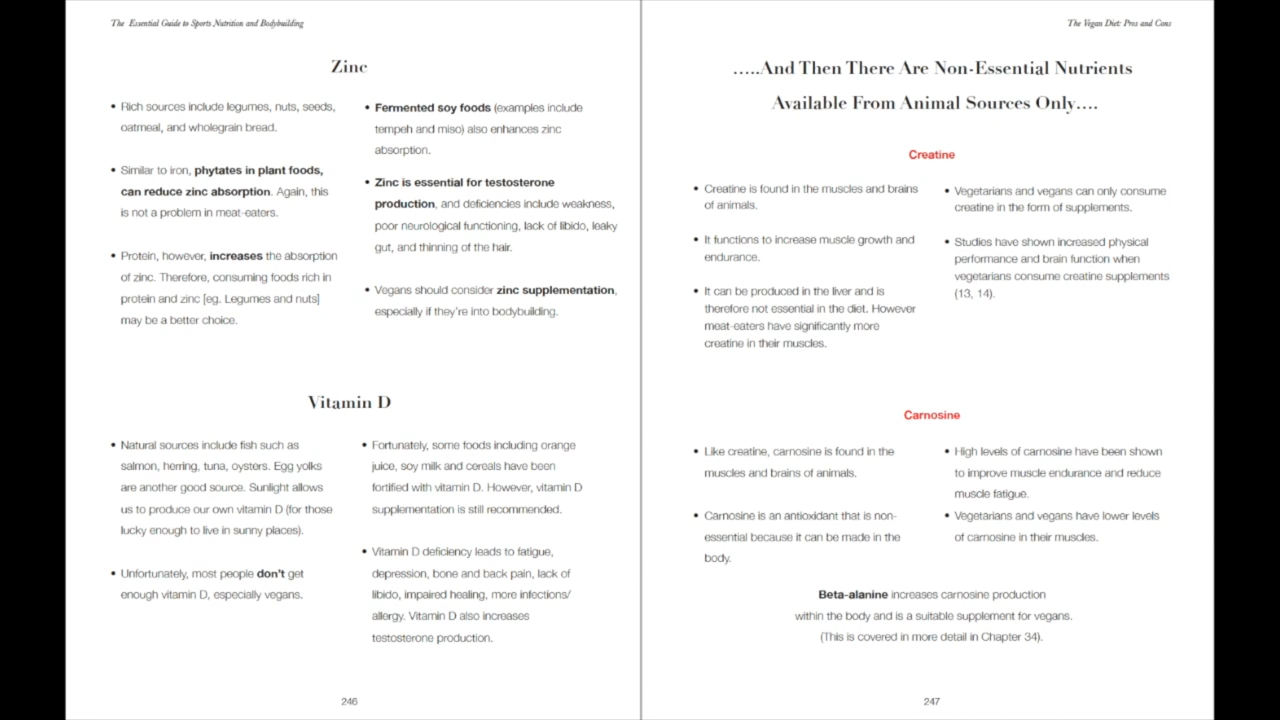 The Essential Guide to Sports Nutrition and Bodybuilding
Zinc
• Rich sources include legumes, nuts, seeds,
oatmeal, and wholegrain bread.
• Similar to iron, phytates in plant foods,
can reduce zinc absorption. Again, this
is not a problem in meat-eaters.
• Protein, however, increases the absorption
of zinc. Therefore, consuming foods rich in
protein and zinc [eg. Legumes and nuts]
may be a better choice.
• Fermented soy foods (examples include
tempeh and miso) also enhances zinc
absorption.
• Zinc is essential for testosterone
production, and deficiencies include weakness,
poor neurological functioning, lack of libido, leaky
gut, and thinning of the hair.
• Vegans should consider zinc supplementation,
especially if they're into bodybuilding.
Vitamin D
• Natural sources include fish such as
salmon, herring, tuna, oysters. Egg yolks
are another good source. Sunlight allows
us to produce our own vitamin D (for those
lucky enough to live in sunny places).
• Unfortunately, most people don't get
enough vitamin D, especially vegans.
• Fortunately, some foods including orange
juice, soy milk and cereals have been
fortified with vitamin D. However, vitamin D
supplementation is still recommended.
• Vitamin D deficiency leads to fatigue,
depression, bone and back pain, lack of
libido, impaired healing, more infections/
allergy. Vitamin D also increases
testosterone production.
246
The Vegan Diet: Pros and Cons
.....And Then There Are Non-Essential Nutrients
Available From Animal Sources Only....
Creatine
• Creatine is found in the muscles and brains
of animals.
• It functions to increase muscle growth and
endurance.
• It can be produced in the liver and is
therefore not essential in the diet. However
meat-eaters have significantly more
creatine in their muscles.
• Vegetarians and vegans can only consume
creatine in the form of supplements.
• Studies have shown increased physical
performance and brain function when
vegetarians consume creatine supplements
(13, 14).
Carnosine
• Like creatine, carnosine is found in the
muscles and brains of animals.
• Carnosine is an antioxidant that is non-
essential because it can be made in the
body.
• High levels of carnosine have been shown
to improve muscle endurance and reduce
muscle fatigue.
• Vegetarians and vegans have lower levels
of carnosine in their muscles.
Beta-alanine increases carnosine production
within the body and is a suitable supplement for vegans.
(This is covered in more detail in Chapter 34).
247